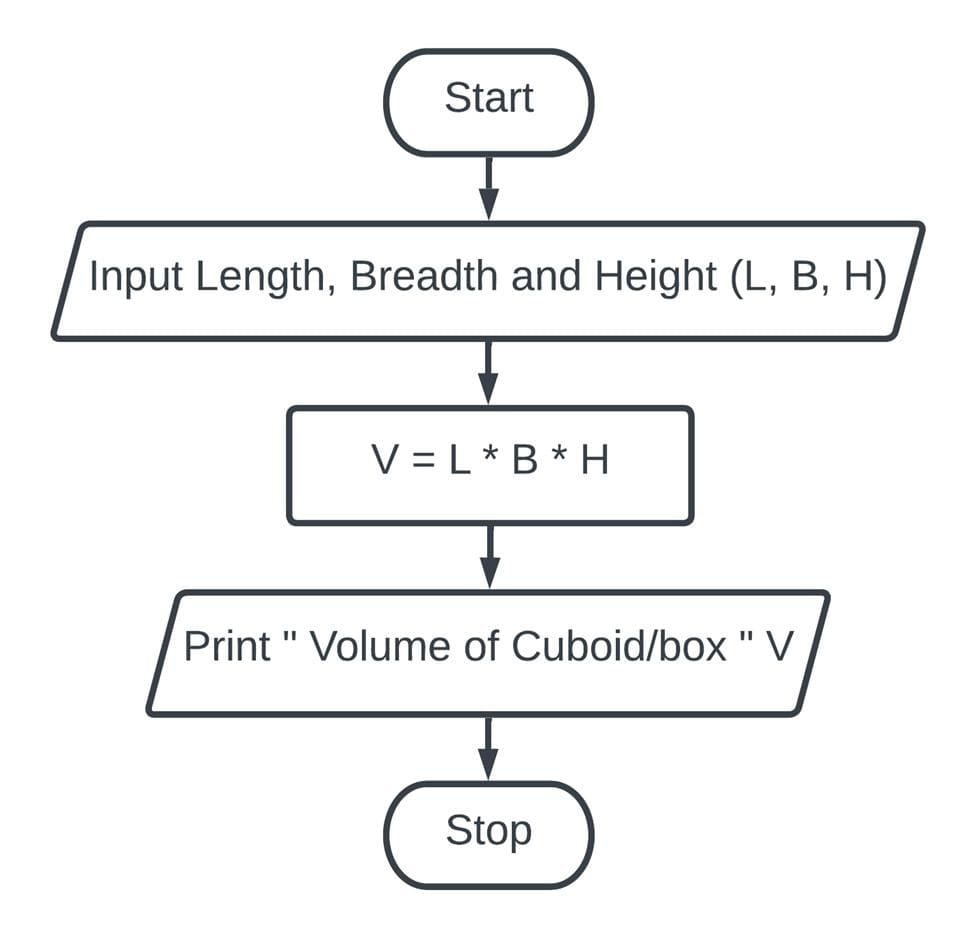 Start
Input Length, Breadth and Height (L, B, H)
V = L * B * H
Print " Volume of Cuboid/box " V
Stop